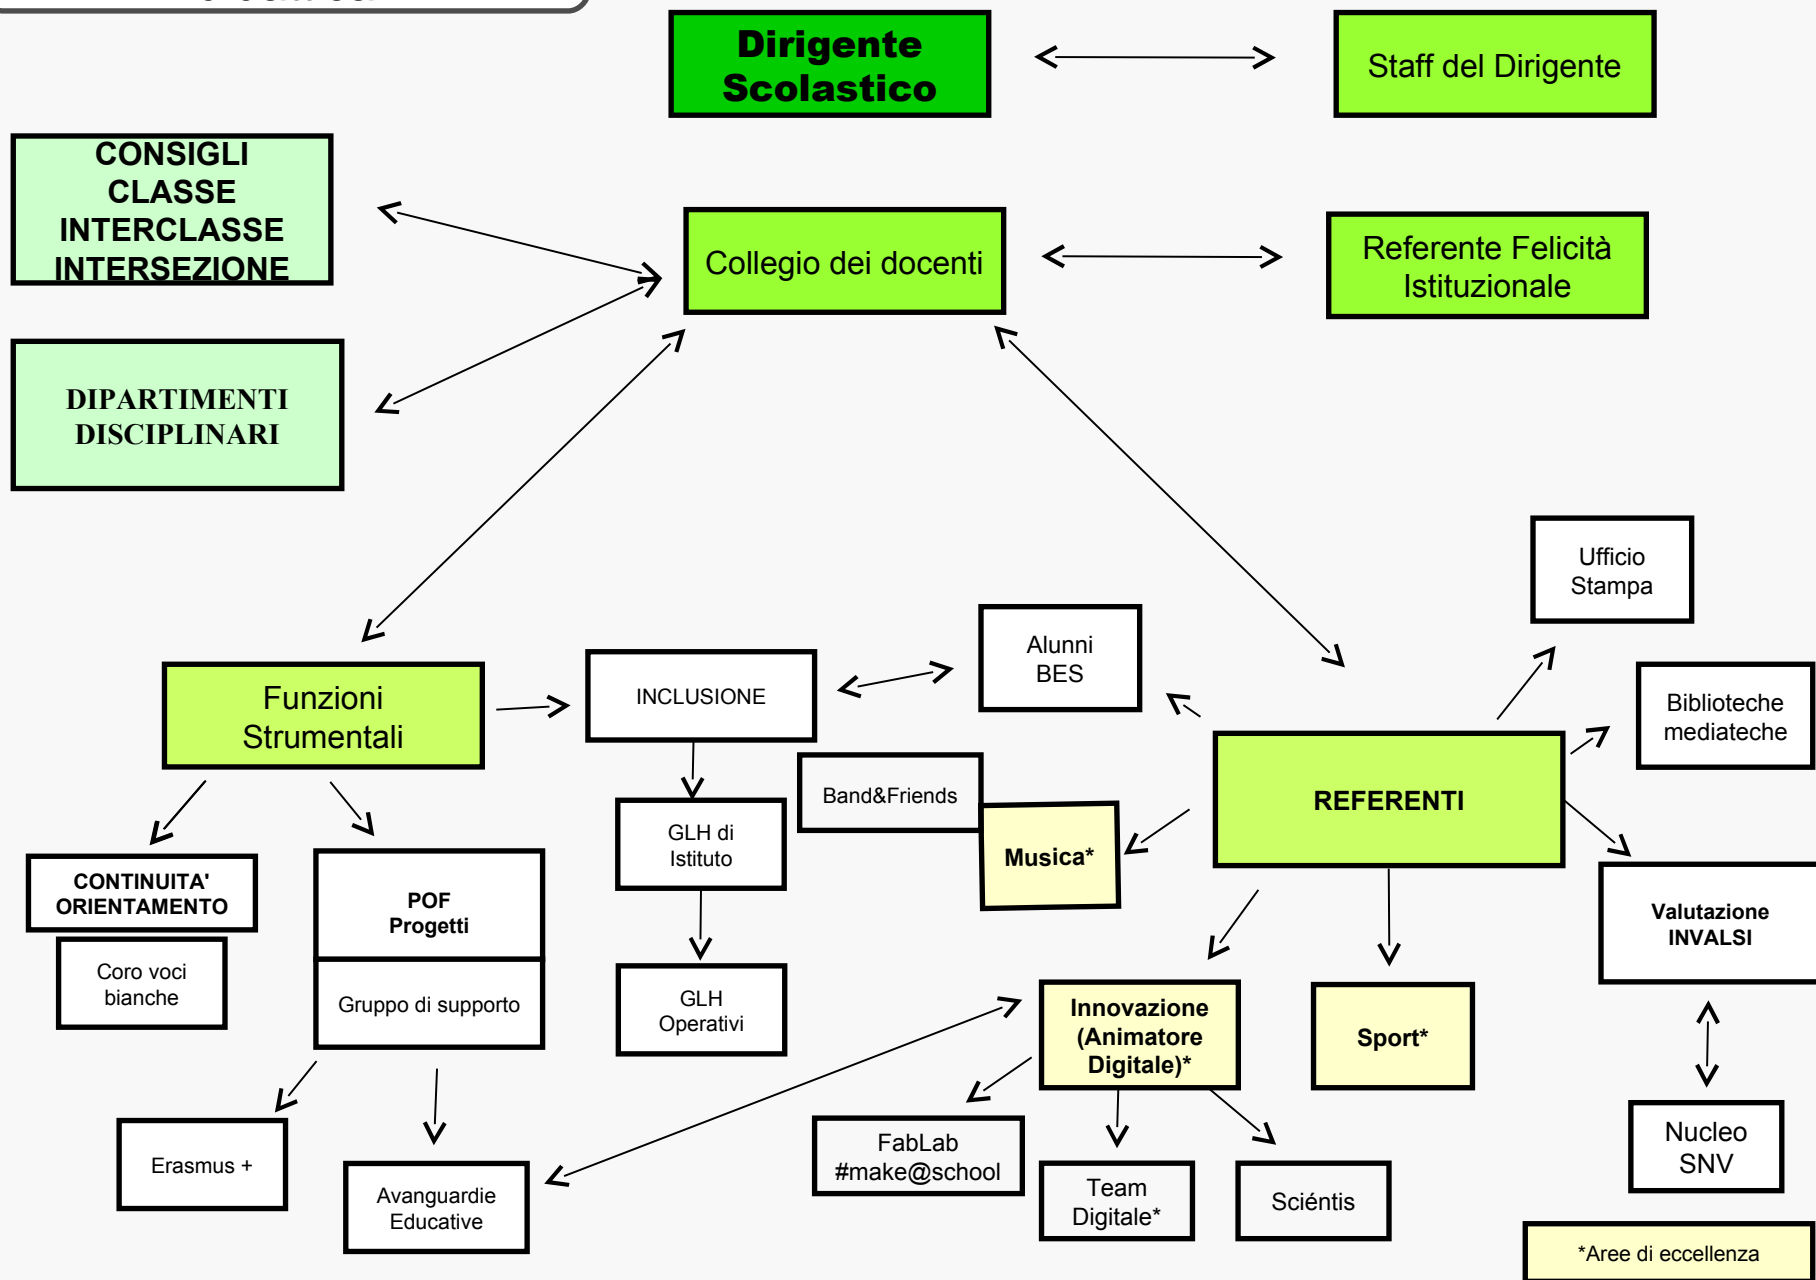 Dirigente
Scolastico
Staff del Dirigente
CONSIGLI
CLASSE
INTERCLASSE
INTERSEZIONE
Collegio dei docenti
Referente Felicità
Istituzionale
DIPARTIMENTI
DISCIPLINARI
Ufficio
Stampa
Alunni
BES
Funzioni
Strumentali
INCLUSIONE
Biblioteche
mediateche
Band&Friends
REFERENTI
GLH di
Istituto
Musica*
CONTINUITA'
ORIENTAMENTO
POF
Progetti
Valutazione
INVALSI
Coro voci
bianche
Gruppo di supporto
GLH
Operativi
Innovazione
(Animatore
Digitale)*
Sport*
Erasmus +
Avanguardie
Educative
FabLab
#make@school
Team
Digitale*
Sciéntis
Nucleo
SNV
*Aree di eccellenza